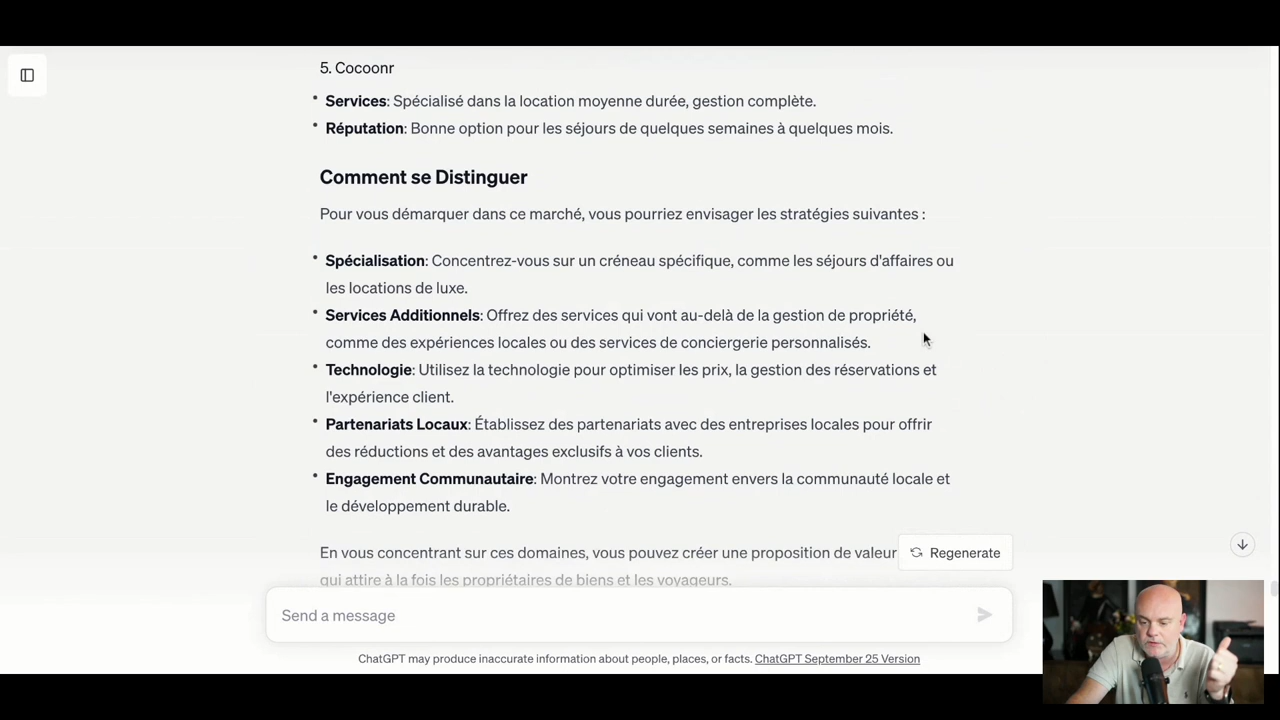 5. Cocoonr
• Services: Spécialisé dans la location moyenne durée, gestion complète.
• Réputation: Bonne option pour les séjours de quelques semaines à quelques mois.
Comment se Distinguer
Pour vous démarquer dans ce marché, vous pourriez envisager les stratégies suivantes :
• Spécialisation: Concentrez-vous sur un créneau spécifique, comme les séjours d'affaires ou
les locations de luxe.
• Services Additionnels: Offrez des services qui vont au-delà de la gestion de propriété,
comme des expériences locales ou des services de conciergerie personnalisés.
• Technologie: Utilisez la technologie pour optimiser les prix, la gestion des réservations et
l'expérience client.
• Partenariats Locaux: Établissez des partenariats avec des entreprises locales pour offrir
des réductions et des avantages exclusifs à vos clients.
• Engagement Communautaire: Montrez votre engagement envers la communauté locale et
le développement durable.
En vous concentrant sur ces domaines, vous pouvez créer une proposition de valeur
qui attire à la fois les propriétaires de biens et les voyageurs.
Regenerate
Send a message
ChatGPT may produce inaccurate information about people, places, or facts. ChatGPT September 25 Version